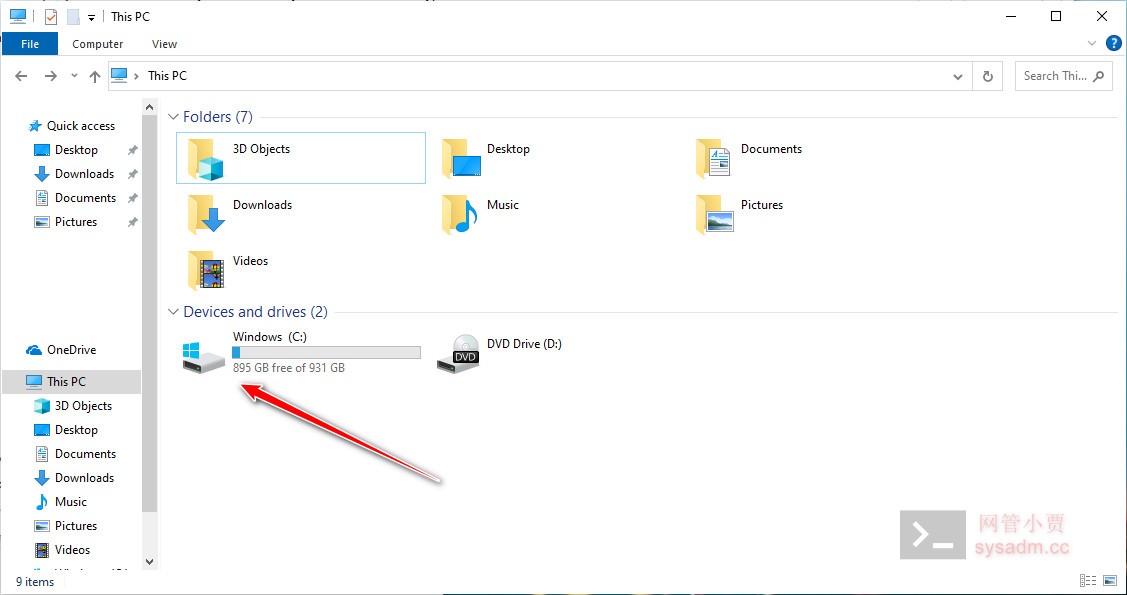 This PC
File
Computer
View
This PC
Search Thi...
Quick access
Desktop
Downloads
Documents
Pictures
OneDrive
This PC
3D Objects
Desktop
Documents
Downloads
Music
Pictures
Videos
Folders (7)
3D Objects
Desktop
Documents
Downloads
Music
Pictures
Videos
Devices and drives (2)
Windows (C:)
895 GB free of 931 GB
DVD
DVD Drive (D:)
网管小贾
sysadm.cc
9 items